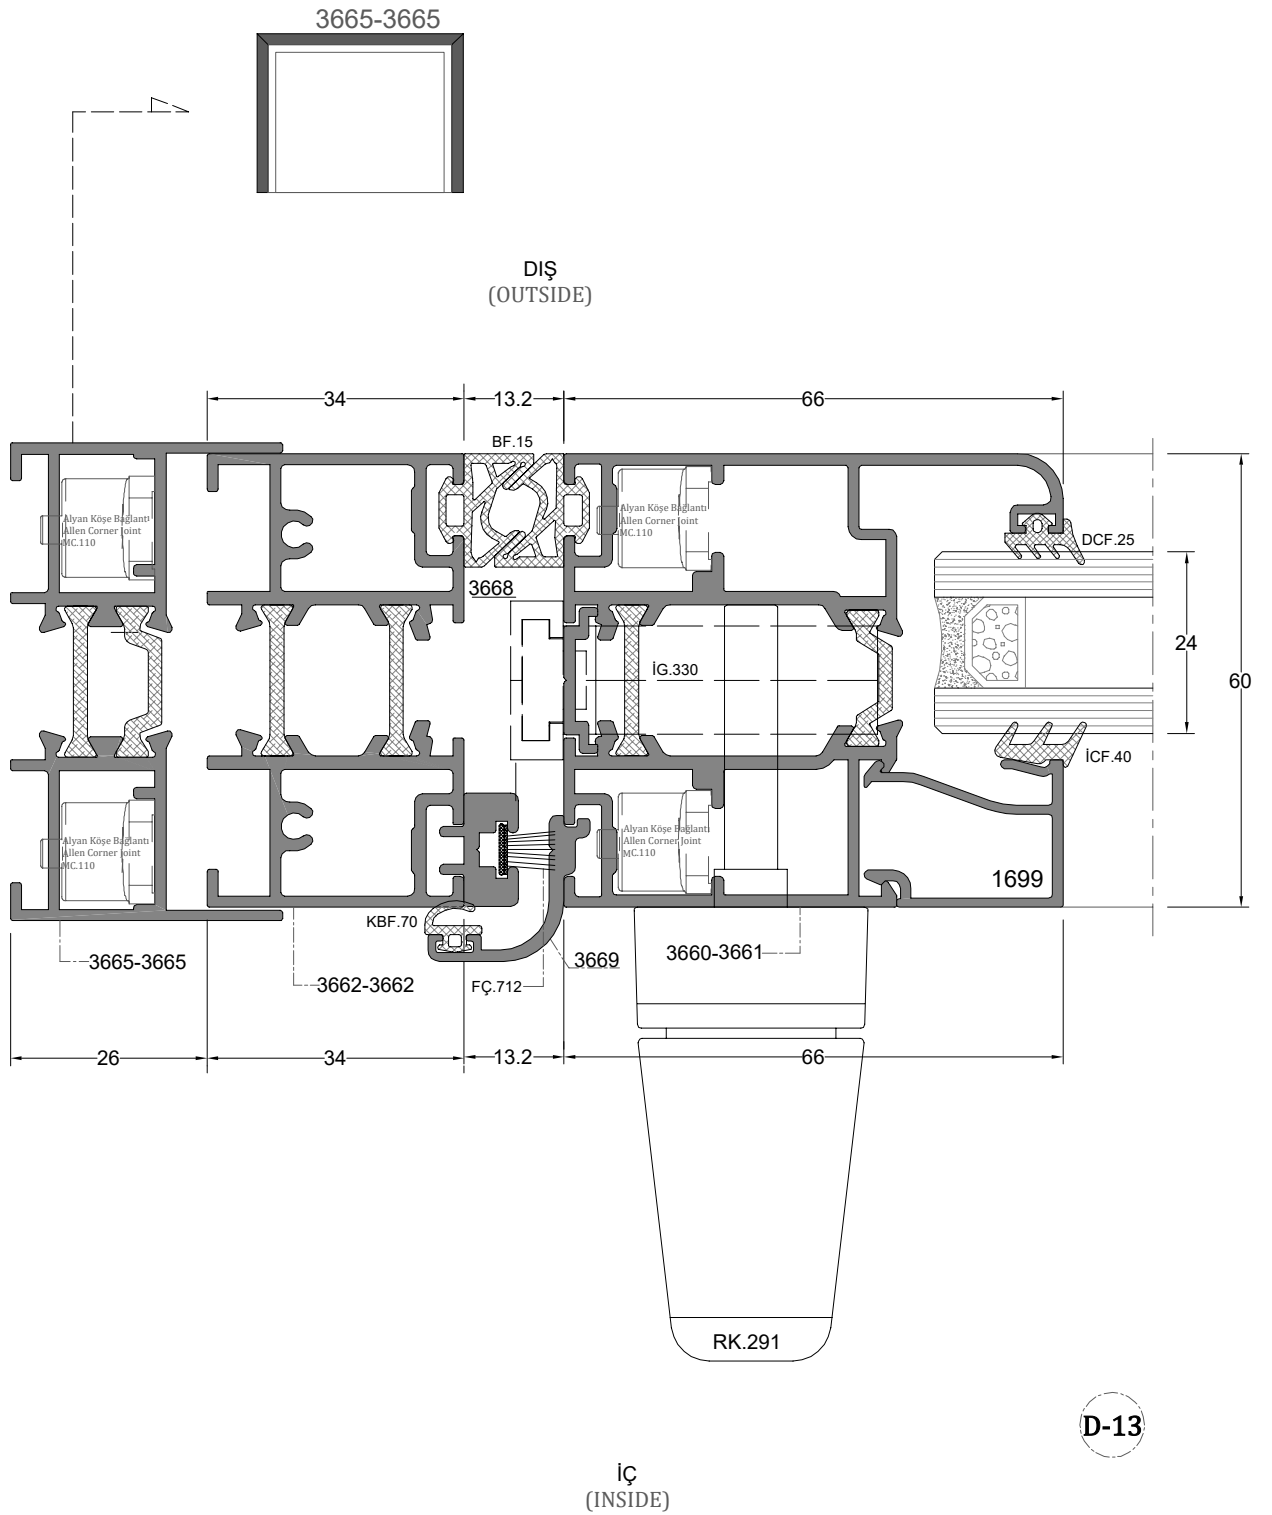 3665-3665
DIŞ
(OUTSIDE)
34
13.2
66
BF.15
Alyan Köşe Bağlantı
Allen Corner Joint
MC.110
Alyan Köşe Bağlantı
Allen Corner Joint
MC.110
DCF.25
3668
24
İG.330
60
İCF.40
Alyan Köşe Bağlantı
Allen Corner Joint
MC.110
Alyan Köşe Bağlantı
Allen Corner Joint
MC.110
1699
KBF.70
3665-3665
3662-3662
FÇ.712
3669
3660-3661
26
34
13.2
66
RK.291
D-13
İÇ
(INSIDE)